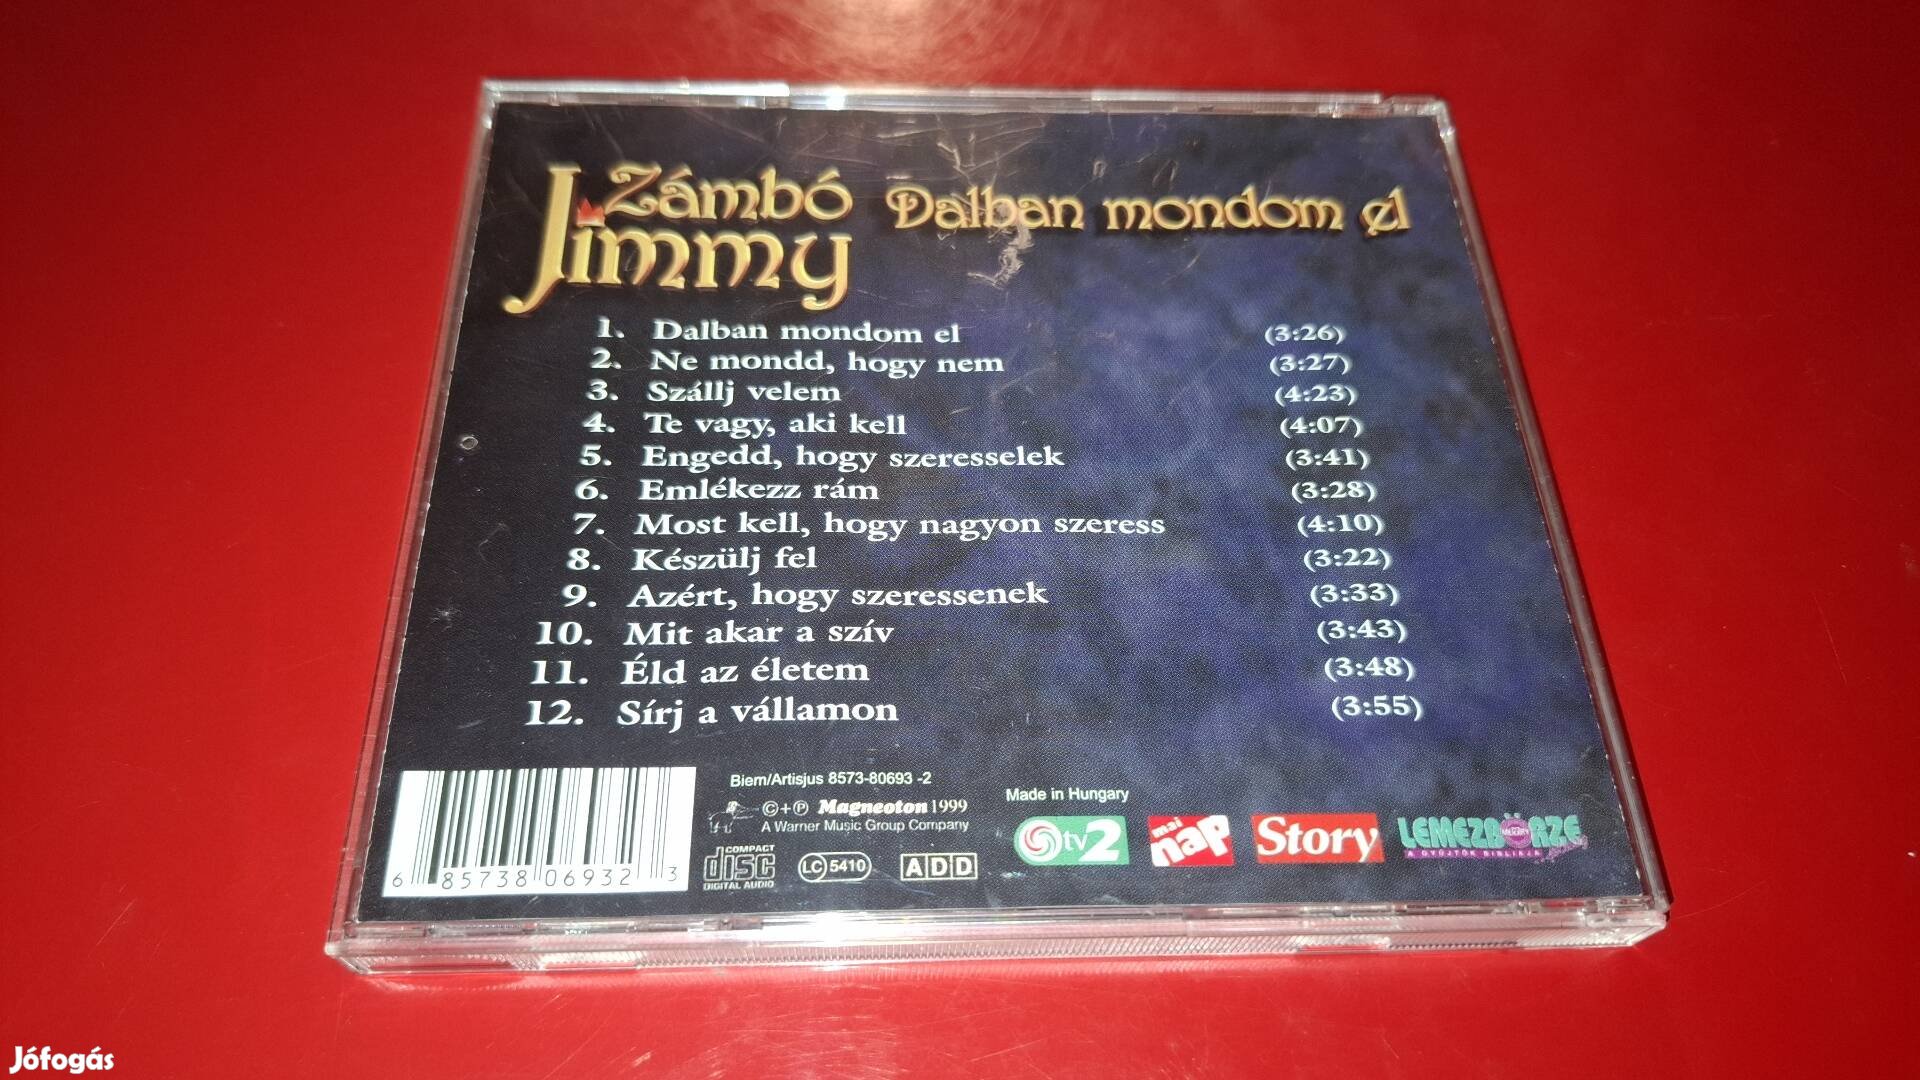 Zámbó
Jimmy
Dalban mondom el
1. Dalban mondom el (3:26)
2. Ne mondd, hogy nem (3:27)
3. Szállj velem (4:23)
4. Te vagy, aki kell (4:07)
5. Engedd, hogy szeresselek (3:41)
6. Emlékezz rám (3:28)
7. Most kell, hogy nagyon szeress (4:10)
8. Készülj fel (3:22)
9. Azért, hogy szeressenek (3:33)
10. Mit akar a szív (3:43)
11. Éld az életem (3:48)
12. Sírj a vállamon (3:55)
Biem/Artisjus 8573-80693 -2
©+℗ Magneoton 1999
A Warner Music Group Company
COMPACT
disc
DIGITAL AUDIO
LC 5410
ADD
6 85738 06932 3
Made in Hungary
tv2
mai
nap
Story
LEMEZBÖRZE
A GYŰJTŐK BIBLIÁJA
Jófogás